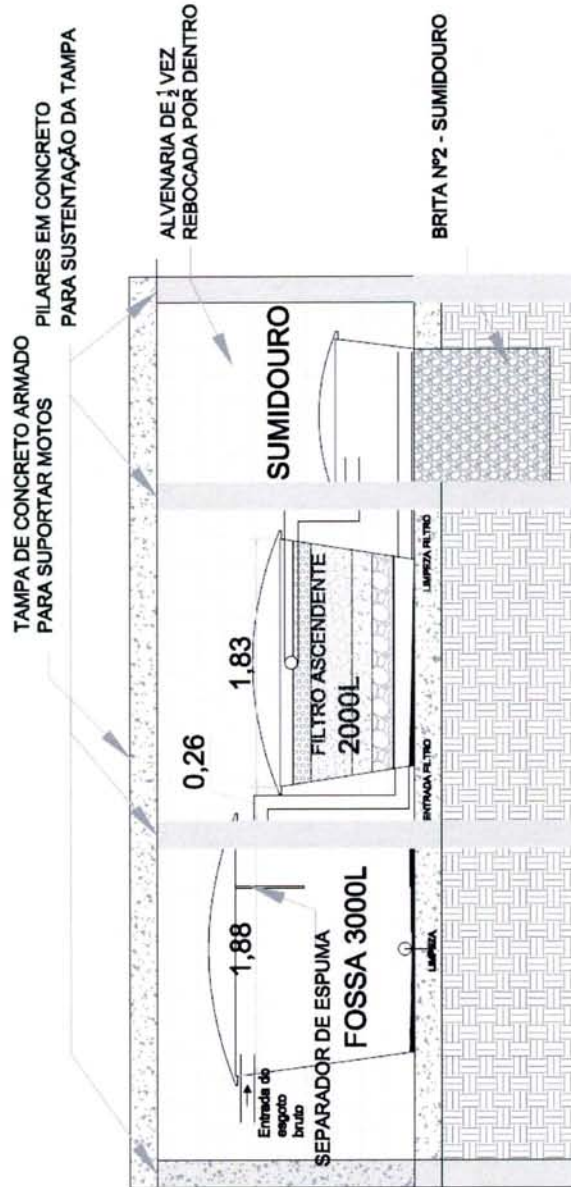 TAMPA DE CONCRETO ARMADO
PARA SUPORTAR MOTOS
PILARES EM CONCRETO
PARA SUSTENTAÇÃO DA TAMPA
ALVENARIA DE 1/2 VEZ
REBOCADA POR DENTRO
BRITA Nº2 - SUMIDOURO
1,88
0,26
1,83
SUMIDOURO
Entrada do
esgoto
bruto
SEPARADOR DE ESPUMA
FOSSA 3000L
FILTRO ASCENDENTE
2000L
LIMPEZA
ENTRADA FILTRO
LIMPEZA FILTRO